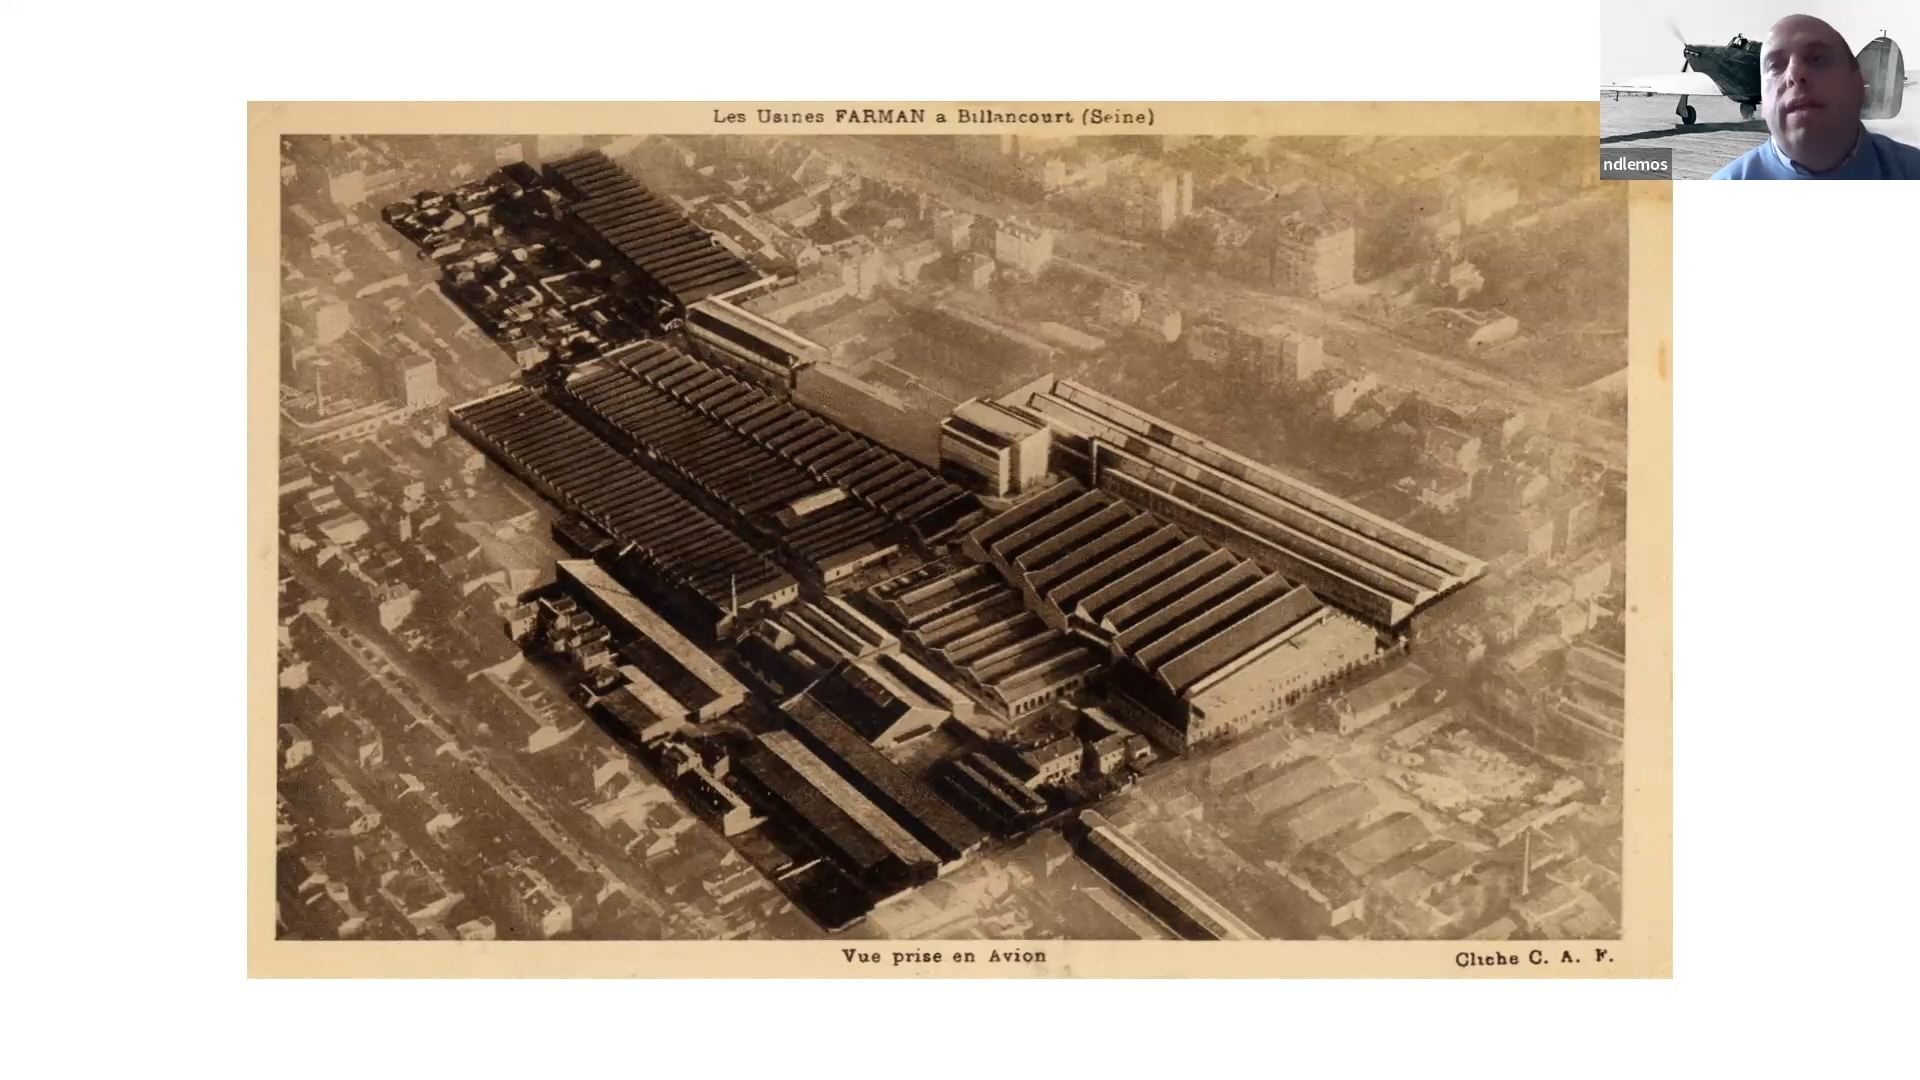 Les Usines FARMAN a Billancourt (Seine)
ndlemos
Vue prise en Avion
Cliche C. A. F.